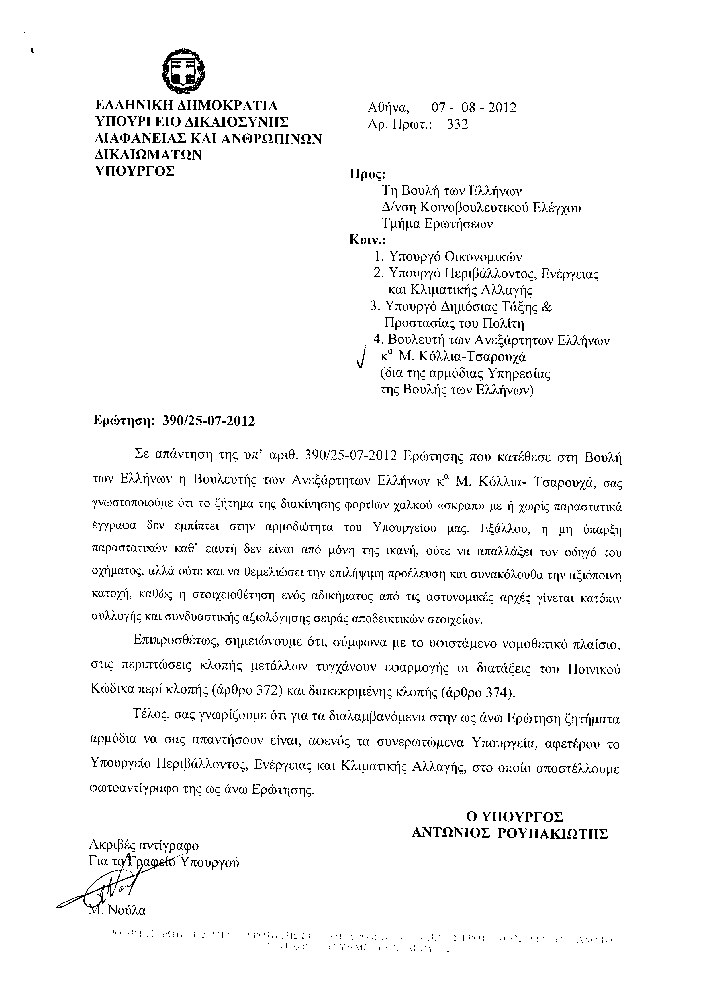 ΕΛΛΗΝΙΚΗ ΔΗΜΟΚΡΑΤΙΑ
ΥΠΟΥΡΓΕΙΟ ΔΙΚΑΙΟΣΥΝΗΣ
ΔΙΑΦΑΝΕΙΑΣ ΚΑΙ ΑΝΘΡΩΠΙΝΩΝ
ΔΙΚΑΙΩΜΑΤΩΝ
ΥΠΟΥΡΓΟΣ
Αθήνα, 07 - 08 - 2012
Αρ. Πρωτ.: 332
Προς:
Τη Βουλή των Ελλήνων
Δ/νση Κοινοβουλευτικού Ελέγχου
Τμήμα Ερωτήσεων
Κοιν.:
1. Υπουργό Οικονομικών
2. Υπουργό Περιβάλλοντος, Ενέργειας
και Κλιματικής Αλλαγής
3. Υπουργό Δημόσιας Τάξης &
Προστασίας του Πολίτη
4. Βουλευτή των Ανεξάρτητων Ελλήνων
κα Μ. Κόλλια-Τσαρουχά
(δια της αρμόδιας Υπηρεσίας
της Βουλής των Ελλήνων)
Ερώτηση: 390/25-07-2012
Σε απάντηση της υπ’ αριθ. 390/25-07-2012 Ερώτησης που κατέθεσε στη Βουλή
των Ελλήνων η Βουλευτής των Ανεξάρτητων Ελλήνων κα Μ. Κόλλια- Τσαρουχά, σας
γνωστοποιούμε ότι το ζήτημα της διακίνησης φορτίων χαλκού «σκραπ» με ή χωρίς παραστατικά
έγγραφα δεν εμπίπτει στην αρμοδιότητα του Υπουργείου μας. Εξάλλου, η μη ύπαρξη
παραστατικών καθ’ εαυτή δεν είναι από μόνη της ικανή, ούτε να απαλλάξει τον οδηγό του
οχήματος, αλλά ούτε και να θεμελιώσει την επιλήψιμη προέλευση και συνακόλουθα την αξιόποινη
κατοχή, καθώς η στοιχειοθέτηση ενός αδικήματος από τις αστυνομικές αρχές γίνεται κατόπιν
συλλογής και συνδυαστικής αξιολόγησης σειράς αποδεικτικών στοιχείων.
Επιπροσθέτως, σημειώνουμε ότι, σύμφωνα με το υφιστάμενο νομοθετικό πλαίσιο,
στις περιπτώσεις κλοπής μετάλλων τυγχάνουν εφαρμογής οι διατάξεις του Ποινικού
Κώδικα περί κλοπής (άρθρο 372) και διακεκριμένης κλοπής (άρθρο 374).
Τέλος, σας γνωρίζουμε ότι για τα διαλαμβανόμενα στην ως άνω Ερώτηση ζητήματα
αρμόδια να σας απαντήσουν είναι, αφενός τα συνερωτώμενα Υπουργεία, αφετέρου το
Υπουργείο Περιβάλλοντος, Ενέργειας και Κλιματικής Αλλαγής, στο οποίο αποστέλλουμε
φωτοαντίγραφο της ως άνω Ερώτησης.
Ο ΥΠΟΥΡΓΟΣ
ΑΝΤΩΝΙΟΣ ΡΟΥΠΑΚΙΩΤΗΣ
Ακριβές αντίγραφο
Για το Γραφείο Υπουργού
Μ. Νούλα